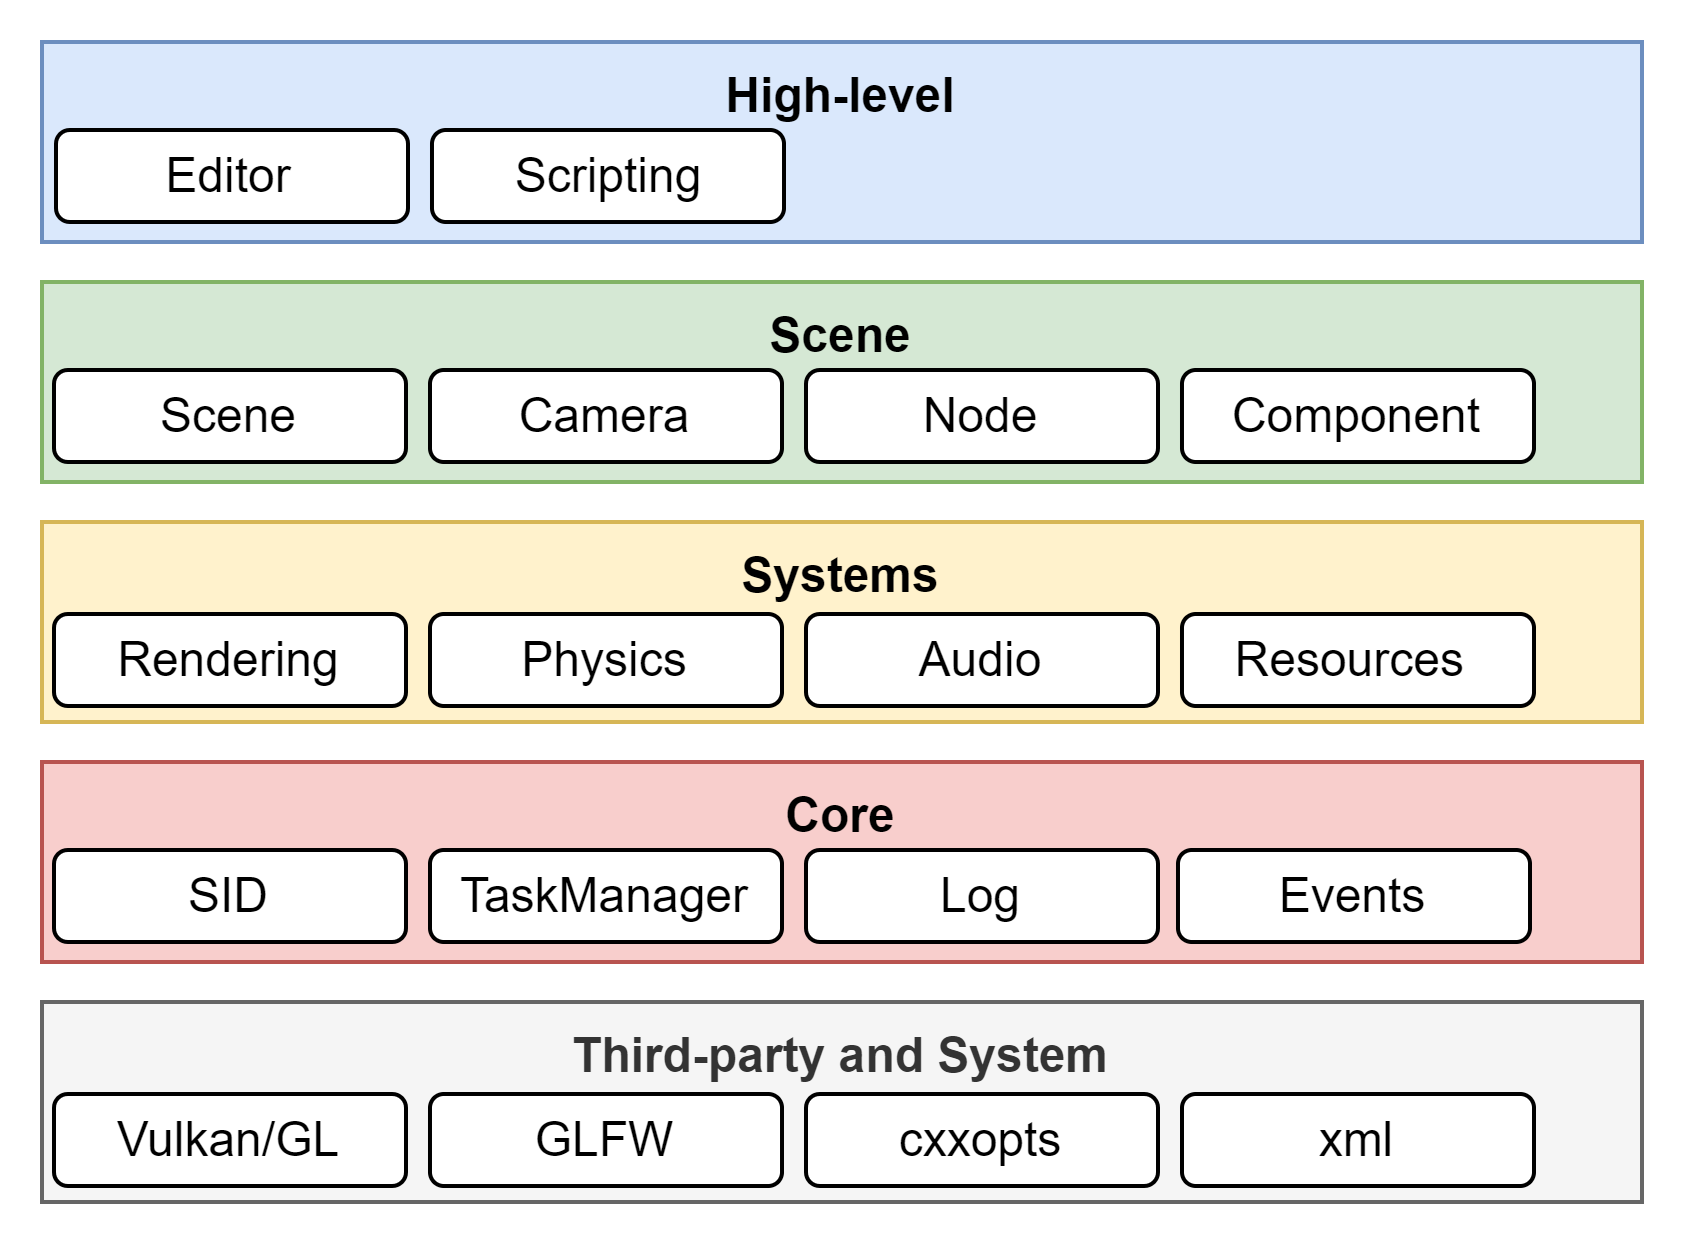 High-level
Editor Scripting
Scene
Scene Camera Node Component
Systems
Rendering Physics Audio Resources
Core
SID TaskManager Log Events
Third-party and System
Vulkan/GL GLFW cxxopts xml